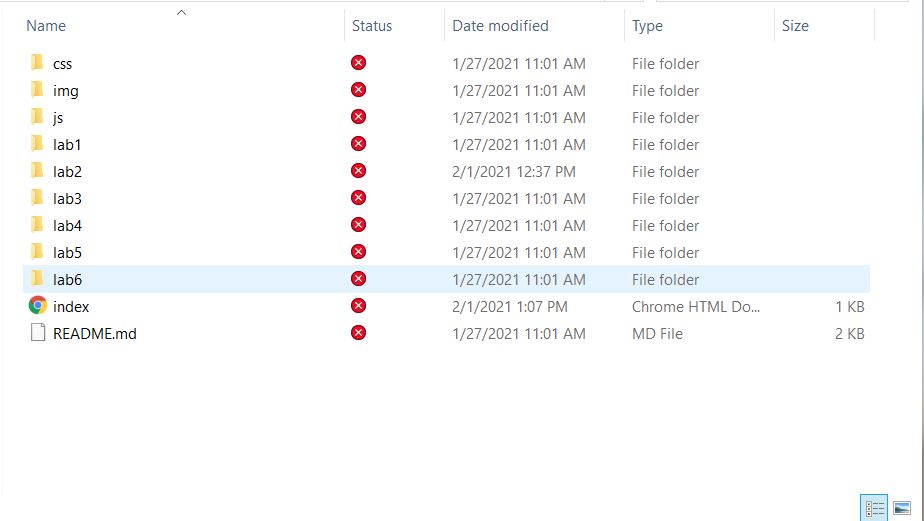 Name Status Date modified Type Size
css 1/27/2021 11:01 AM File folder
img 1/27/2021 11:01 AM File folder
js 1/27/2021 11:01 AM File folder
lab1 1/27/2021 11:01 AM File folder
lab2 2/1/2021 12:37 PM File folder
lab3 1/27/2021 11:01 AM File folder
lab4 1/27/2021 11:01 AM File folder
lab5 1/27/2021 11:01 AM File folder
lab6 1/27/2021 11:01 AM File folder
index 2/1/2021 1:07 PM Chrome HTML Do... 1 KB
README.md 1/27/2021 11:01 AM MD File 2 KB